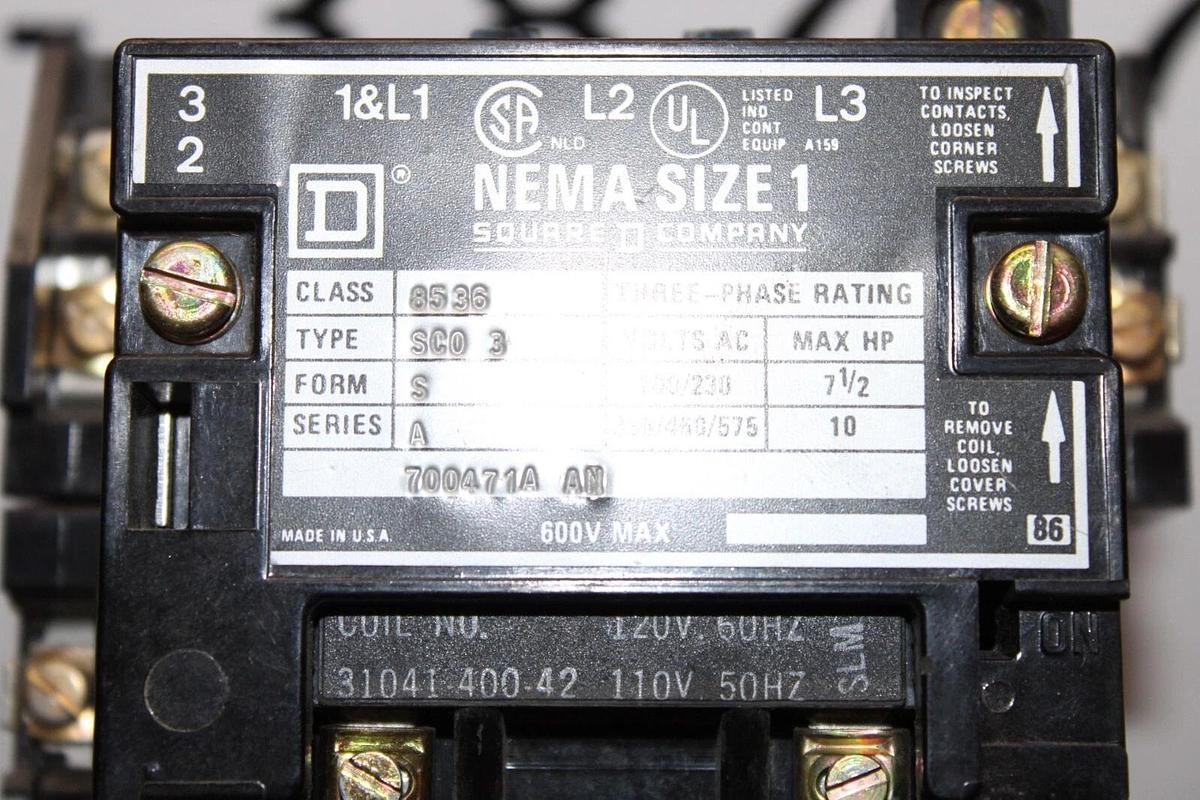 3 1&L1 SA NLD L2 UL LISTED IND CONT EQUIP A159 L3
2
TO INSPECT
CONTACTS,
LOOSEN
CORNER
SCREWS
D ®
NEMA SIZE 1
SQUARE D COMPANY
CLASS 8536 THREE-PHASE RATING
TYPE SCO 3 VOLTS AC MAX HP
FORM S /230 7 1/2
SERIES A /460/575 10
700471A AN
TO
REMOVE
COIL,
LOOSEN
COVER
SCREWS
MADE IN U.S.A. 600V MAX 86
COIL NO. 120V. 60HZ
31041-400-42 110V 50HZ
SLM
ON